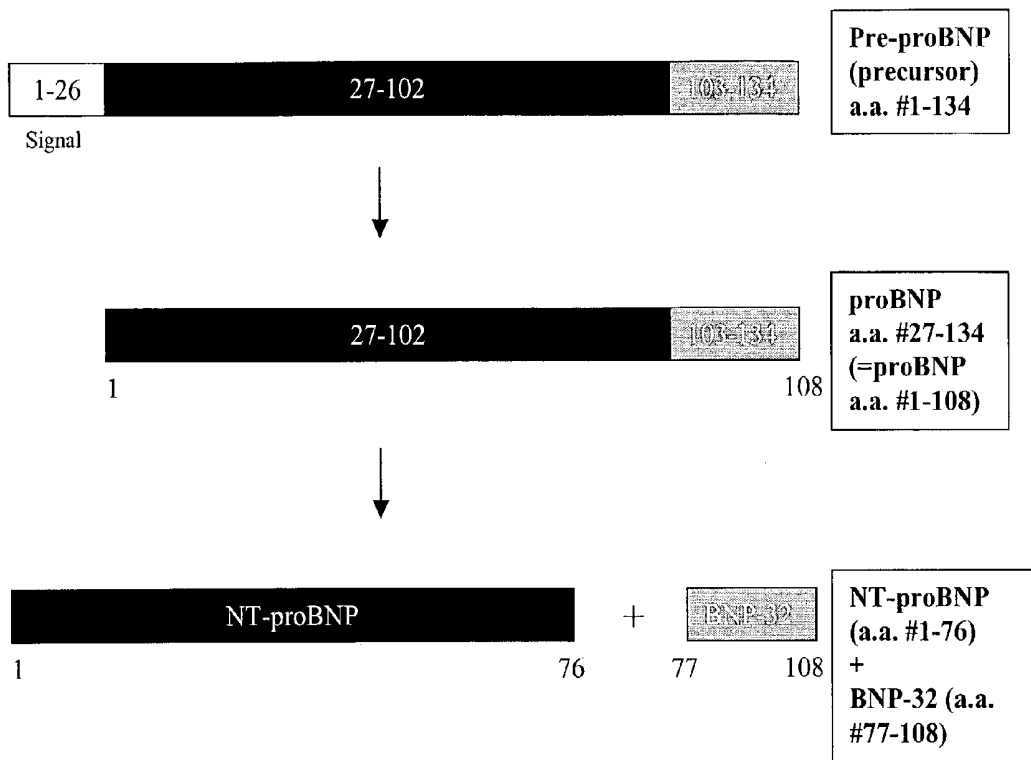 Pre-proBNP
(precursor)
a.a. #1-134
1-26
27-102
103-134
Signal
proBNP
a.a. #27-134
(=proBNP
a.a. #1-108)
27-102
103-134
1
108
NT-proBNP
+
BNP-32
1
76
77
108
NT-proBNP
(a.a. #1-76)
+
BNP-32 (a.a.
#77-108)